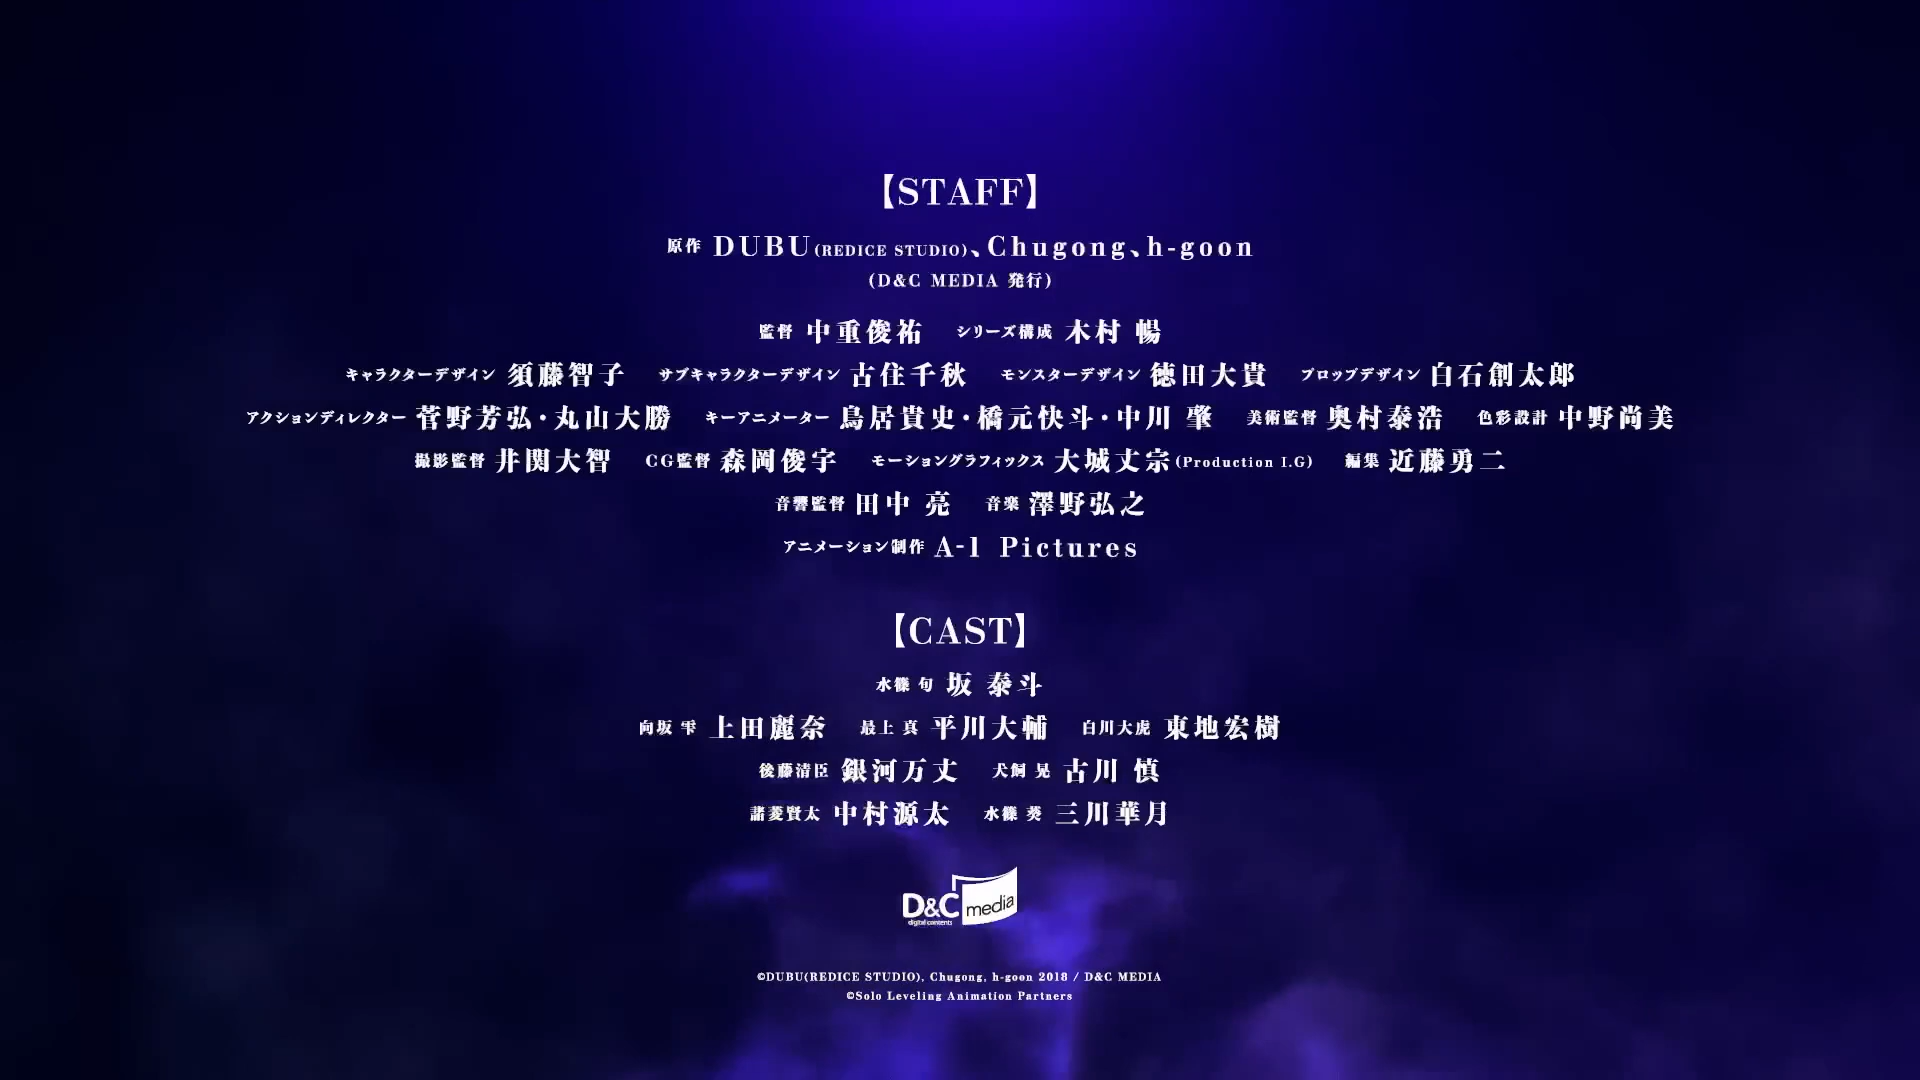 【STAFF】
原作 DUBU(REDICE STUDIO)、Chugong、h-goon
(D&C MEDIA 発行)
監督 中重俊祐 シリーズ構成 木村 暢
キャラクターデザイン 須藤智子 サブキャラクターデザイン 古住千秋 モンスターデザイン 徳田大貴 プロップデザイン 白石創太郎
アクションディレクター 菅野芳弘・丸山大勝 キーアニメーター 鳥居貴史・橋元快斗・中川 肇 美術監督 奥村泰浩 色彩設計 中野尚美
撮影監督 井関大智 CG監督 森岡俊宇 モーショングラフィックス 大城丈宗(Production I.G) 編集 近藤勇二
音響監督 田中 亮 音楽 澤野弘之
アニメーション制作 A-1 Pictures
【CAST】
水篠 旬 坂 泰斗
向坂 雫 上田麗奈 最上 真 平川大輔 白川大虎 東地宏樹
後藤清臣 銀河万丈 犬飼 晃 古川 慎
諸菱賢太 中村源太 水篠 葵 三川華月
D&C media
digital contents
©DUBU(REDICE STUDIO), Chugong, h-goon 2018 / D&C MEDIA
©Solo Leveling Animation Partners